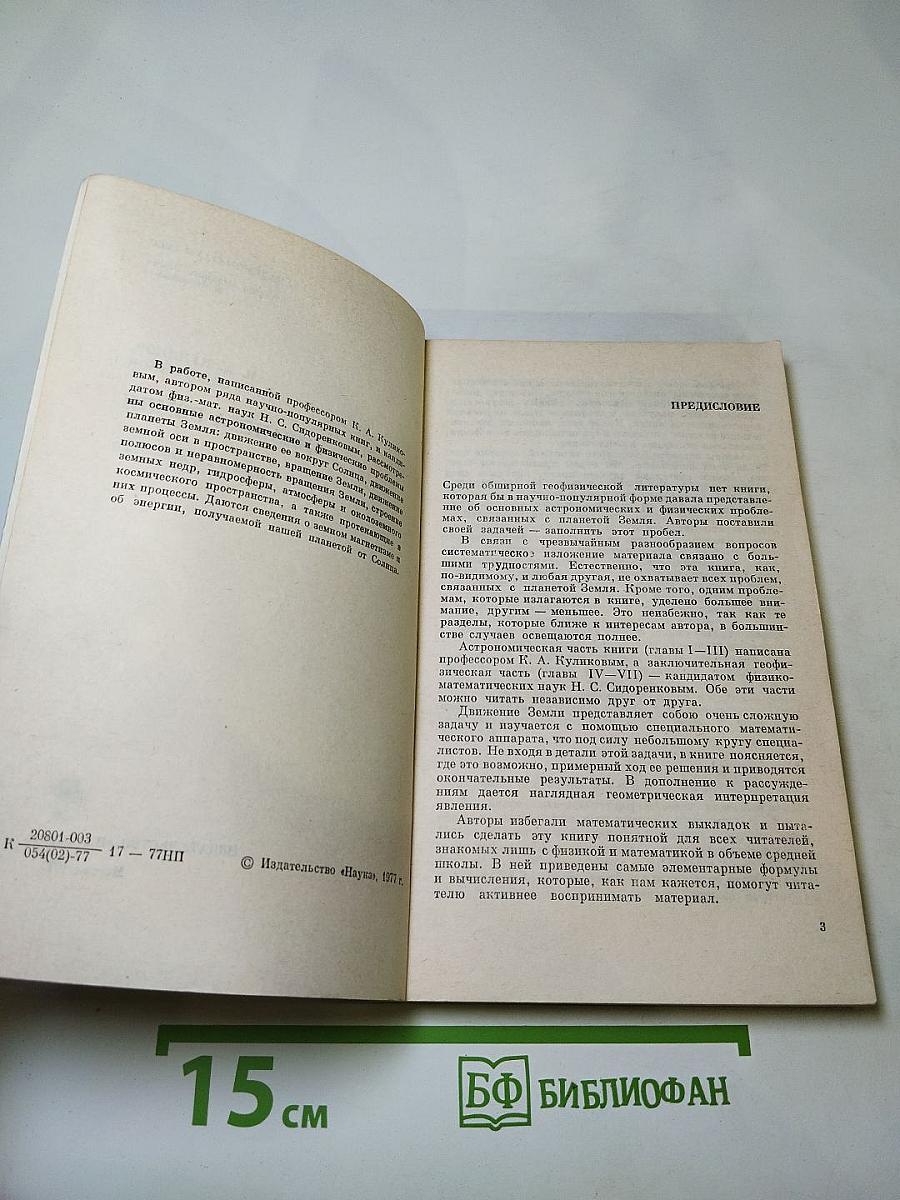 В работе, написанной профессором К. А. Кулико-
вым, автором ряда научно-популярных книг, и канди-
датом физ.-мат. наук Н. С. Сидоренковым, рассмотре-
ны основные астрономические и физические проблемы
планеты Земля: движение ее вокруг Солнца, движение
земной оси в пространстве, вращение Земли, движение
полюсов и неравномерность вращения Земли, строение
земных недр, гидросферы, атмосферы и околоземного
космического пространства, а также протекающие в
них процессы. Даются сведения о земном магнетизме и
об энергии, получаемой нашей планетой от Солнца.
К 20801-003
054(02)-77 17 — 77НП
© Издательство «Наука», 1977 г.
ПРЕДИСЛОВИЕ
Среди обширной геофизической литературы нет книги,
которая бы в научно-популярной форме давала представле-
ние об основных астрономических и физических пробле-
мах, связанных с планетой Земля. Авторы поставили
своей задачей — заполнить этот пробел.
В связи с чрезвычайным разнообразием вопросов
систематическое изложение материала связано с боль-
шими трудностями. Естественно, что эта книга, как,
по-видимому, и любая другая, не охватывает всех проблем,
связанных с планетой Земля. Кроме того, одним пробле-
мам, которые излагаются в книге, уделено большее вни-
мание, другим — меньшее. Это неизбежно, так как те
разделы, которые ближе к интересам автора, в большин-
стве случаев освещаются полнее.
Астрономическая часть книги (главы I—III) написана
профессором К. А. Куликовым, а заключительная геофи-
зическая часть (главы IV—VII) — кандидатом физико-
математических наук Н. С. Сидоренковым. Обе эти части
можно читать независимо друг от друга.
Движение Земли представляет собою очень сложную
задачу и изучается с помощью специального математи-
ческого аппарата, что под силу небольшому кругу специа-
листов. Не входя в детали этой задачи, в книге поясняется,
где это возможно, примерный ход ее решения и приводятся
окончательные результаты. В дополнение к рассужде-
ниям дается наглядная геометрическая интерпретация
явления.
Авторы избегали математических выкладок и пыта-
лись сделать эту книгу понятной для всех читателей,
знакомых лишь с физикой и математикой в объеме средней
школы. В ней приведены самые элементарные формулы
и вычисления, которые, как нам кажется, помогут чита-
телю активнее воспринимать материал.
3
15 см
БФ БИБЛИОФАН